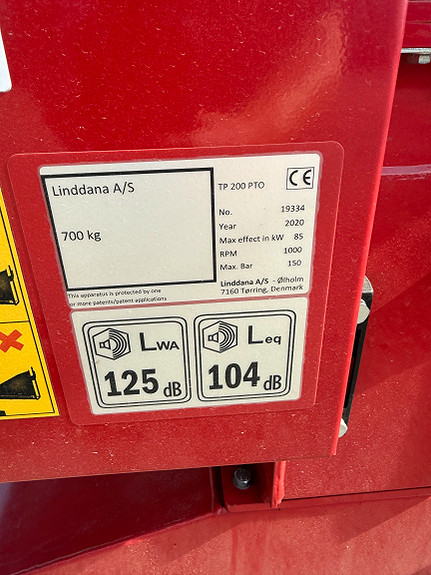 Linddana A/S
700 kg
This apparatus is protected by one
or more patents/patent applications
TP 200 PTO CE
No. 19334
Year 2020
Max effect in kW 85
RPM 1000
Max. Bar 150
Linddana A/S - Ølholm
7160 Tørring, Denmark
LWA
125 dB
Leq
104 dB